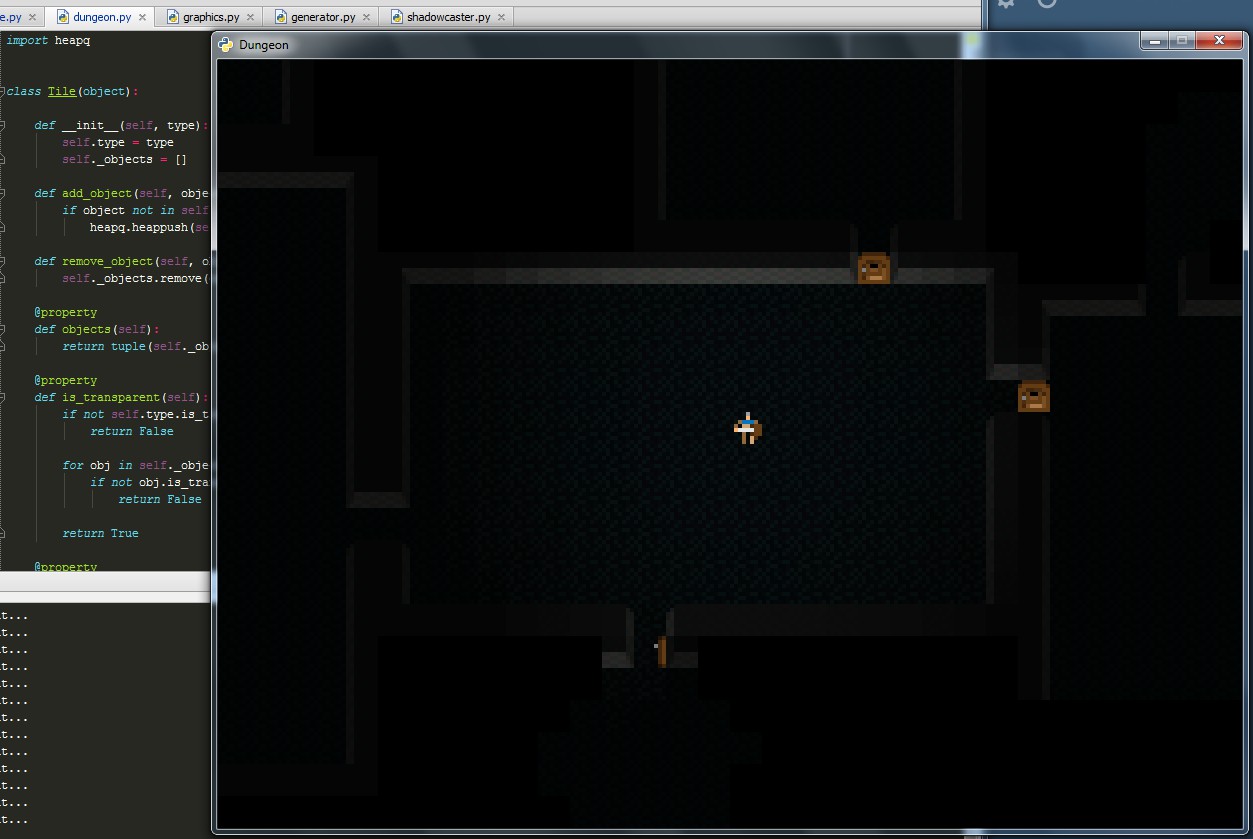 e.py dungeon.py graphics.py generator.py shadowcaster.py
Dungeon
import heapq
class Tile(object):
def __init__(self, type):
self.type = type
self._objects = []
def add_object(self, obje
if object not in self
heapq.heappush(se
def remove_object(self, o
self._objects.remove(
@property
def objects(self):
return tuple(self._ob
@property
def is_transparent(self):
if not self.type.is_t
return False
for obj in self._obje
if not obj.is_tra
return False
return True
@property
t...
t...
t...
t...
t...
t...
t...
t...
t...
t...
t...
t...
t...